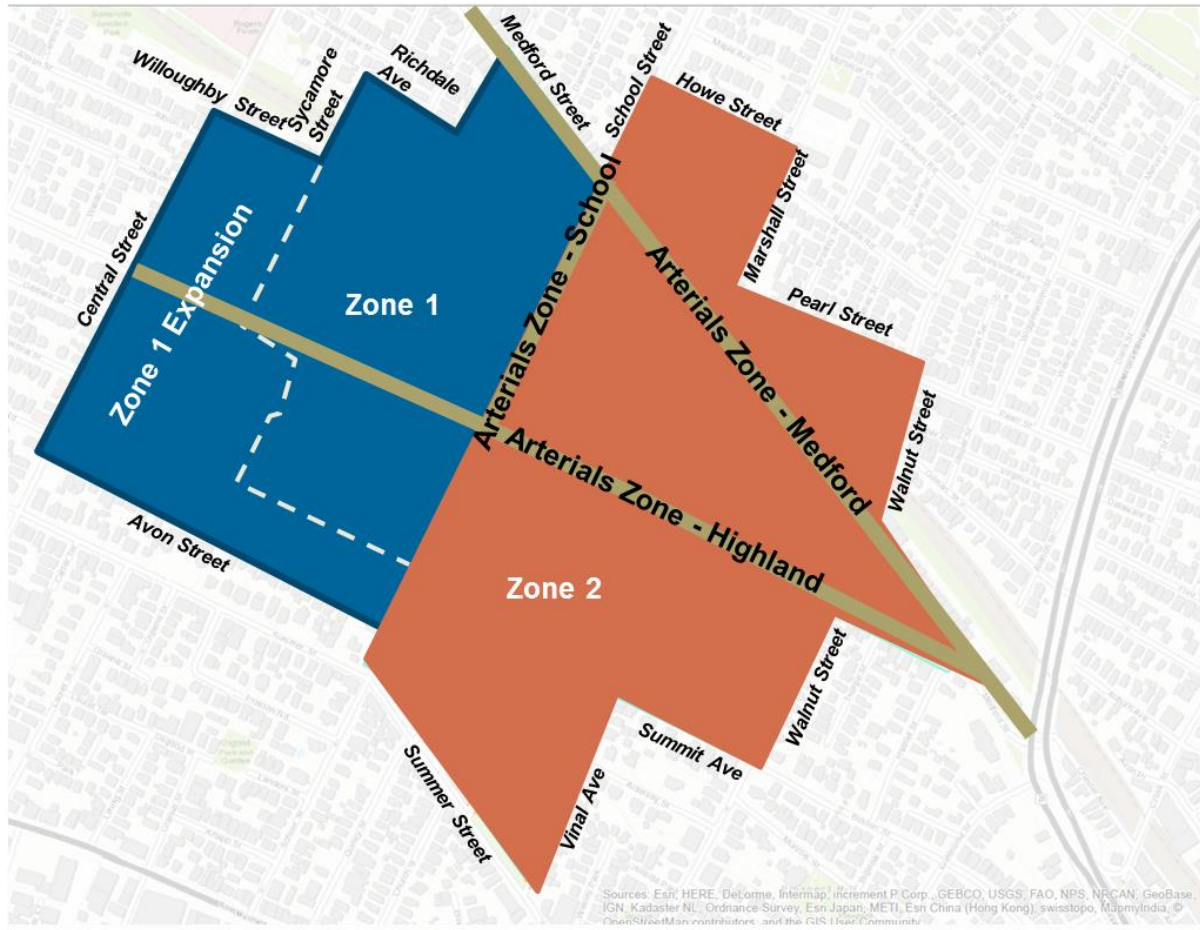 Willoughby Street
Sycamore
Street
Richdale
Ave
Medford Street
School Street
Howe Street
Marshall Street
Pearl Street
Walnut Street
Central Street
Zone 1 Expansion
Zone 1
Arterials Zone - School
Arterials Zone - Medford
Arterials Zone - Highland
Avon Street
Zone 2
Walnut Street
Summit Ave
Vinal Ave
Summer Street
Sources: Esri, HERE, DeLorme, Intermap, increment P Corp., GEBCO, USGS, FAO, NPS, NRCAN, GeoBase,
IGN, Kadaster NL, Ordnance Survey, Esri Japan, METI, Esri China (Hong Kong), swisstopo, MapmyIndia, ©
OpenStreetMap contributors, and the GIS User Community